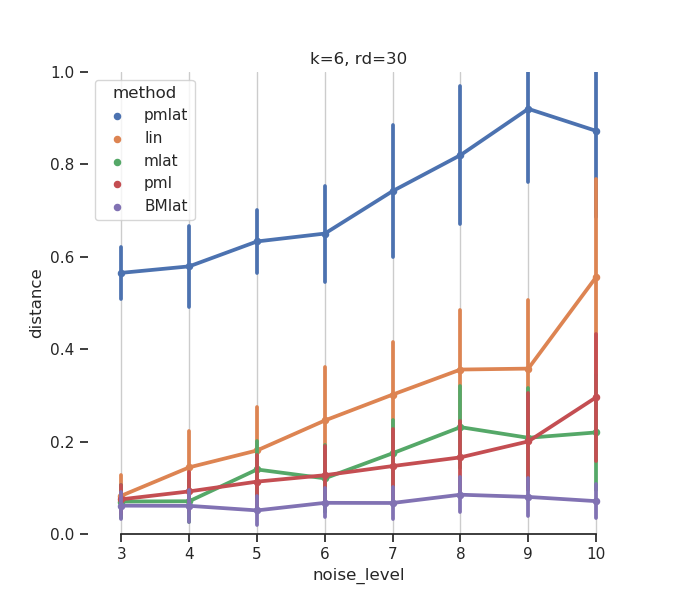 k=6, rd=30
1.0
0.8
0.6
0.4
0.2
0.0
distance
method
pmlat
lin
mlat
pml
BMlat
3 4 5 6 7 8 9 10
noise_level